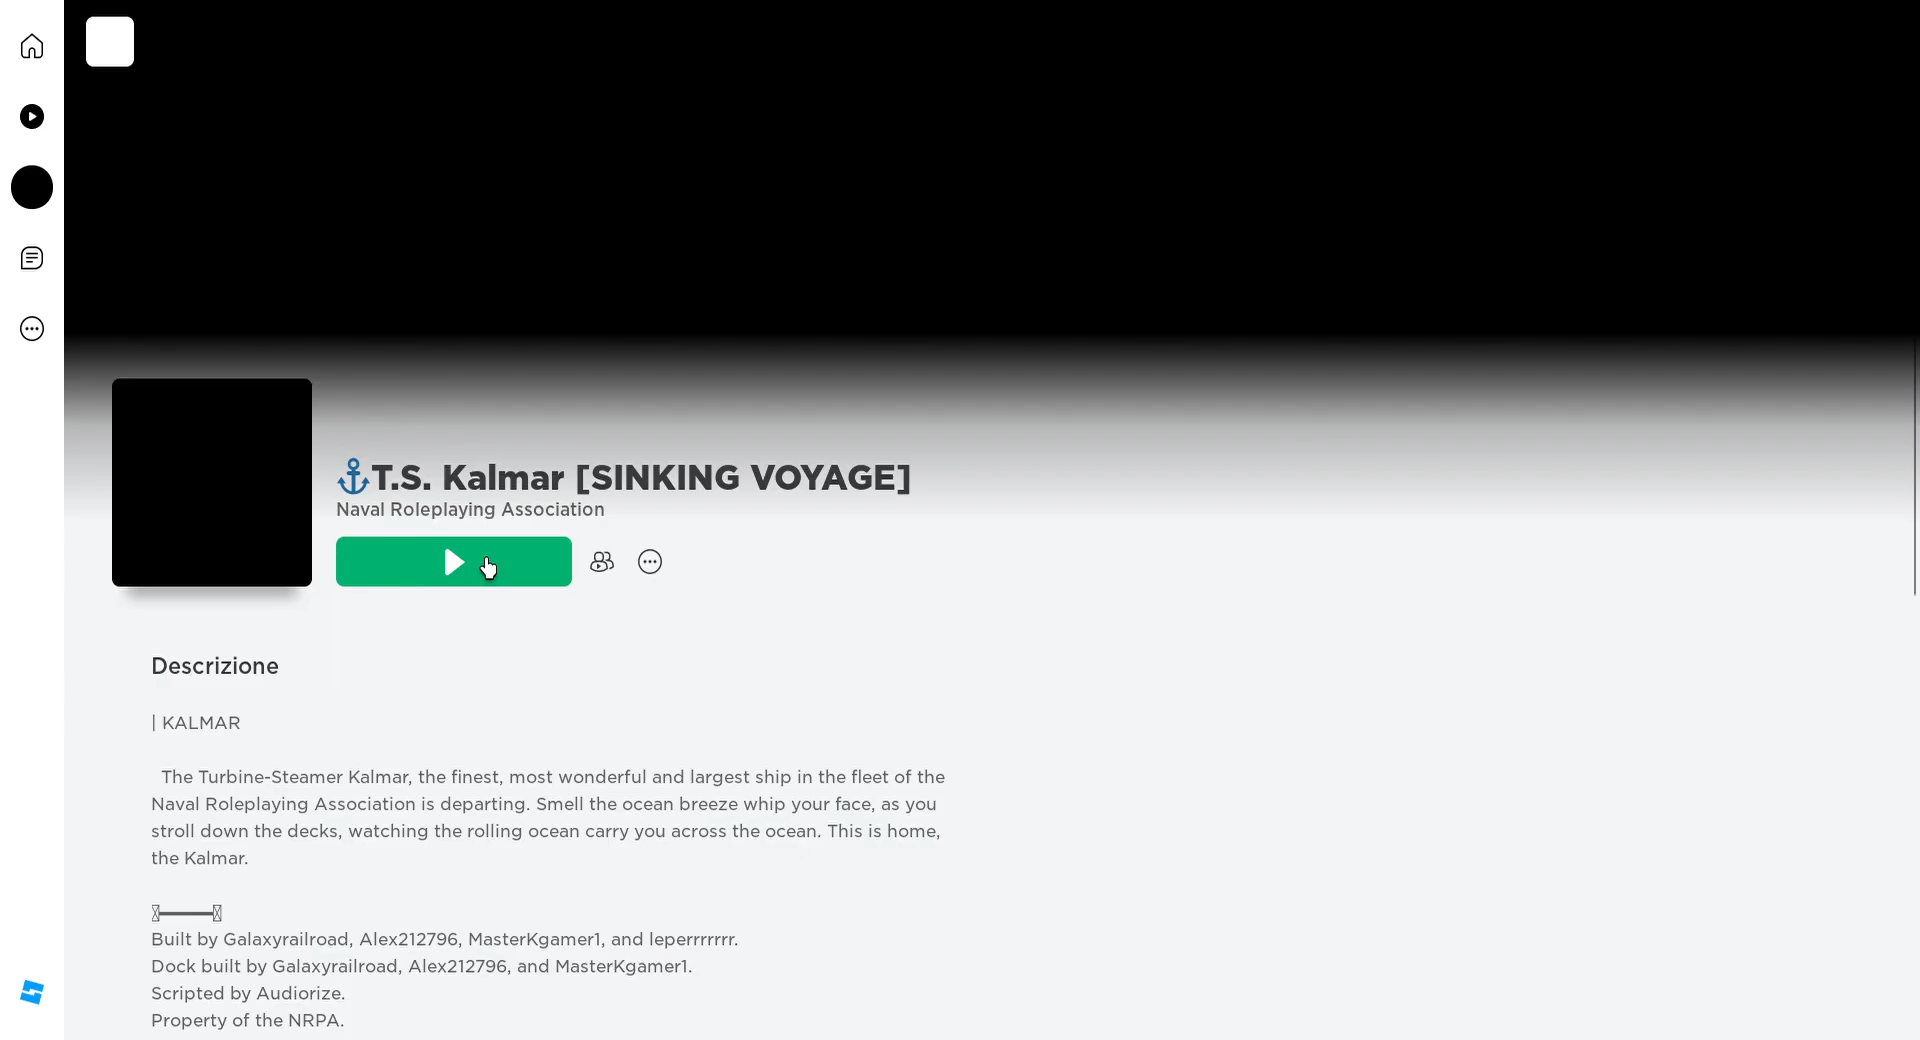 ⚓T.S. Kalmar [SINKING VOYAGE]
Naval Roleplaying Association
Descrizione
| KALMAR
The Turbine-Steamer Kalmar, the finest, most wonderful and largest ship in the fleet of the
Naval Roleplaying Association is departing. Smell the ocean breeze whip your face, as you
stroll down the decks, watching the rolling ocean carry you across the ocean. This is home,
the Kalmar.
Built by Galaxyrailroad, Alex212796, MasterKgamer1, and leperrrrrrr.
Dock built by Galaxyrailroad, Alex212796, and MasterKgamer1.
Scripted by Audiorize.
Property of the NRPA.